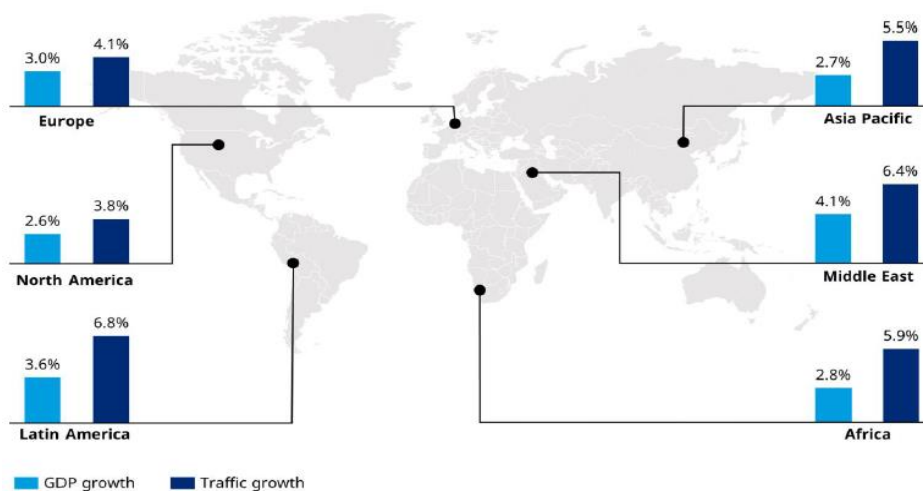 3.0% 4.1%
Europe
5.5%
2.7%
Asia Pacific
2.6% 3.8%
North America
6.4%
4.1%
Middle East
6.8%
3.6%
Latin America
5.9%
2.8%
Africa
GDP growth Traffic growth